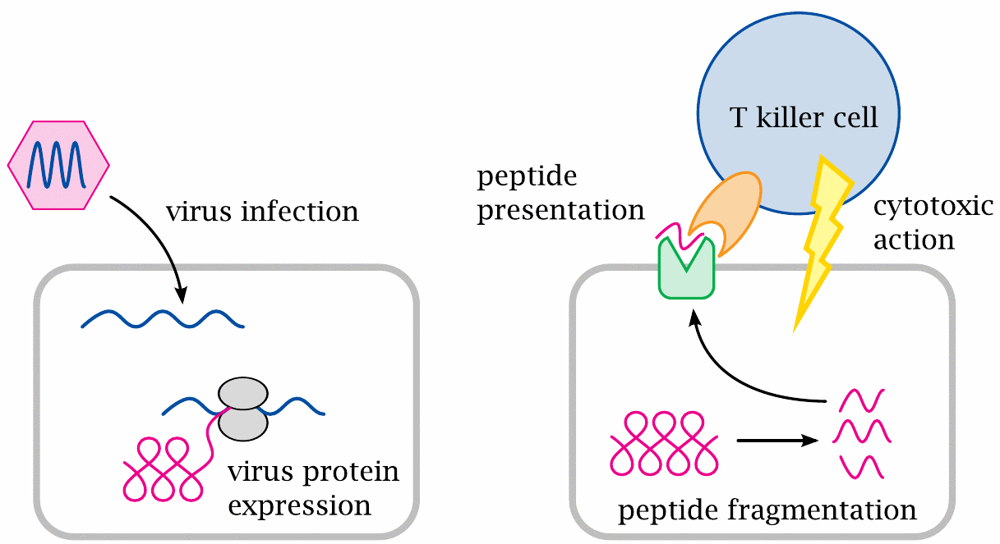 virus infection
virus protein
expression
peptide
presentation
T killer cell
cytotoxic
action
peptide fragmentation